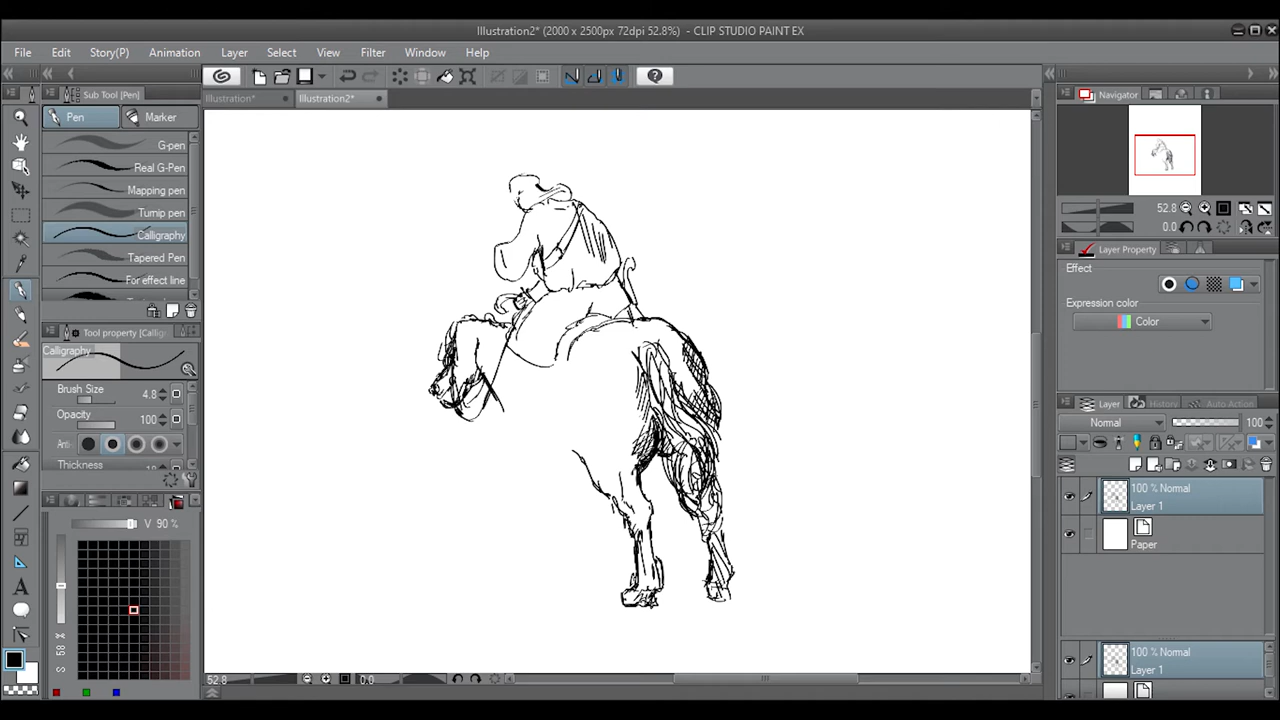 Illustration2* (2000 x 2500px 72dpi 52.8%) - CLIP STUDIO PAINT EX
File Edit Story(P) Animation Layer Select View Filter Window Help
Sub Tool [Pen]
Pen Marker
G-pen
Real G-Pen
Mapping pen
Turnip pen
Calligraphy
Tapered Pen
For effect line
Tool property [Callig
Calligraphy
Brush Size 4.8
Opacity 100
Anti-
Thickness
V 90 %
Illustration* Illustration2*
52.8 0.0
Navigator
52.8
0.0
Layer Property
Effect
Expression color
Color
Layer History Auto Action
Normal 100
100 % Normal
Layer 1
Paper
100 % Normal
Layer 1